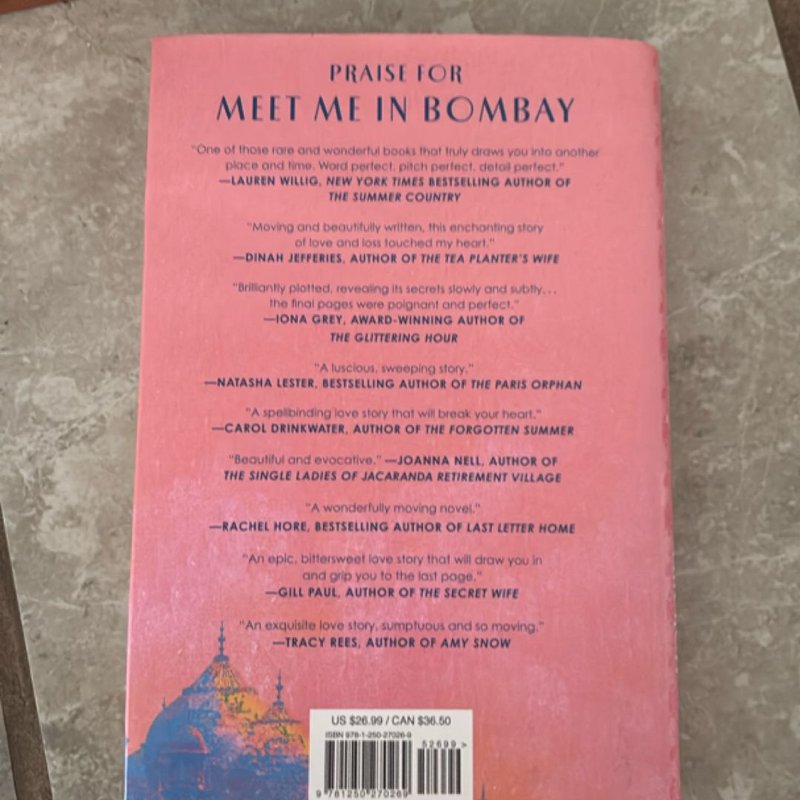 PRAISE FOR
MEET ME IN BOMBAY
"One of those rare and wonderful books that truly draws you into another
place and time. Word perfect, pitch perfect, detail perfect."
—LAUREN WILLIG, NEW YORK TIMES BESTSELLING AUTHOR OF
THE SUMMER COUNTRY
"Moving and beautifully written, this enchanting story
of love and loss touched my heart."
—DINAH JEFFERIES, AUTHOR OF THE TEA PLANTER'S WIFE
"Brilliantly plotted, revealing its secrets slowly and subtly...
the final pages were poignant and perfect."
—IONA GREY, AWARD-WINNING AUTHOR OF
THE GLITTERING HOUR
"A luscious, sweeping story."
—NATASHA LESTER, BESTSELLING AUTHOR OF THE PARIS ORPHAN
"A spellbinding love story that will break your heart."
—CAROL DRINKWATER, AUTHOR OF THE FORGOTTEN SUMMER
"Beautiful and evocative." —JOANNA NELL, AUTHOR OF
THE SINGLE LADIES OF JACARANDA RETIREMENT VILLAGE
"A wonderfully moving novel."
—RACHEL HORE, BESTSELLING AUTHOR OF LAST LETTER HOME
"An epic, bittersweet love story that will draw you in
and grip you to the last page."
—GILL PAUL, AUTHOR OF THE SECRET WIFE
"An exquisite love story, sumptuous and so moving."
—TRACY REES, AUTHOR OF AMY SNOW
US $26.99 / CAN $36.50
ISBN 978-1-250-27026-9
52699>
9 781250 270269